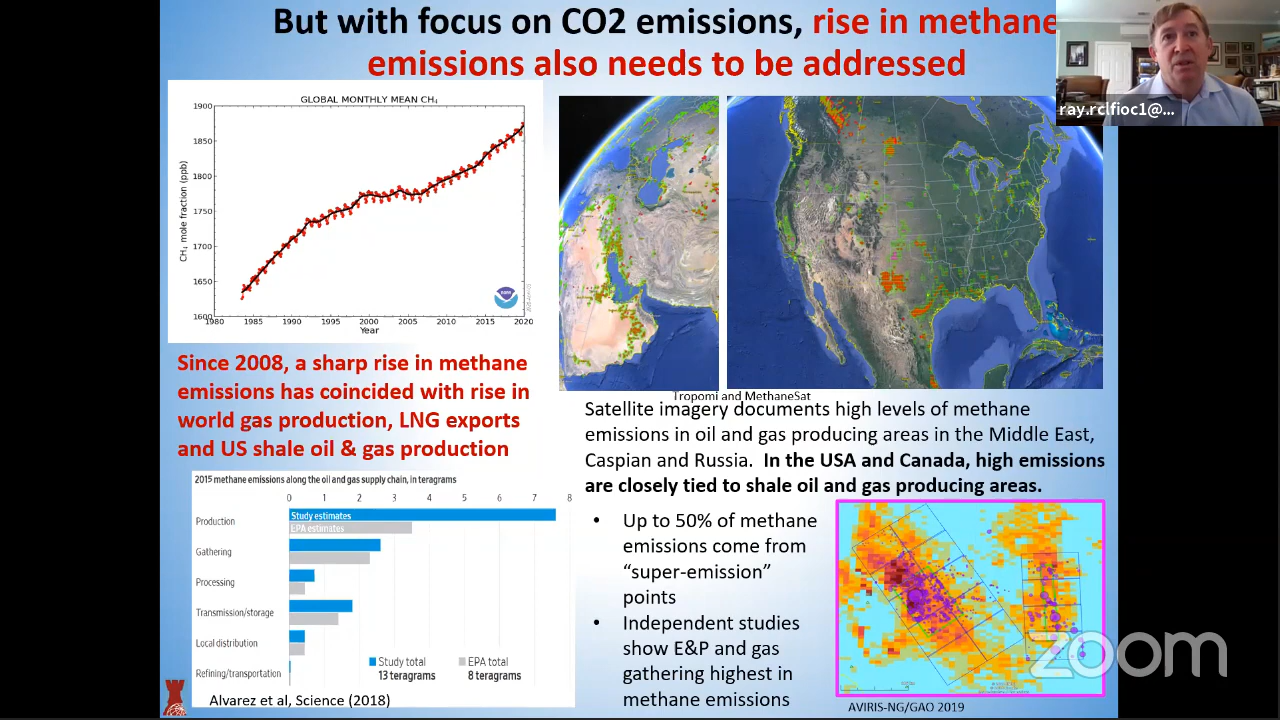 But with focus on CO2 emissions, rise in methane
emissions also needs to be addressed
ray.rclfioc1@...
GLOBAL MONTHLY MEAN CH₄
CH₄ mole fraction (ppb)
1900
1850
1800
1750
1700
1650
1600
1980 1985 1990 1995 2000 2005 2010 2015 2020
Year
Tropomi and MethaneSat
Since 2008, a sharp rise in methane
emissions has coincided with rise in
world gas production, LNG exports
and US shale oil & gas production
Satellite imagery documents high levels of methane
emissions in oil and gas producing areas in the Middle East,
Caspian and Russia. In the USA and Canada, high emissions
are closely tied to shale oil and gas producing areas.
2015 methane emissions along the oil and gas supply chain, in teragrams
0 1 2 3 4 5 6 7 8
Production
Study estimates
EPA estimates
Gathering
Processing
Transmission/storage
Local distribution
Refining/transportation
Study total
13 teragrams
EPA total
8 teragrams
Alvarez et al, Science (2018)
• Up to 50% of methane
emissions come from
“super-emission”
points
• Independent studies
show E&P and gas
gathering highest in
methane emissions
zoom
AVIRIS-NG/GAO 2019